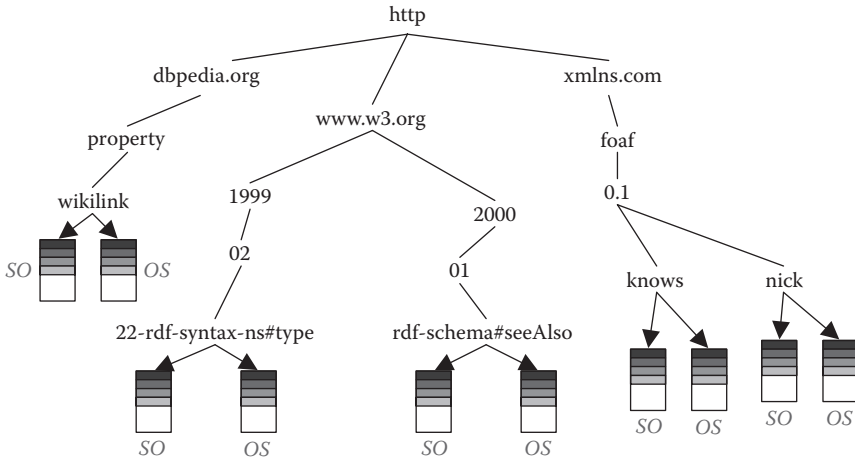 http
dbpedia.org
xmlns.com
www.w3.org
property
foaf
1999
2000
0.1
wikilink
02
01
SO
OS
knows
nick
22-rdf-syntax-ns#type
rdf-schema#seeAlso
SO
OS
SO
OS
SO
OS
SO
OS